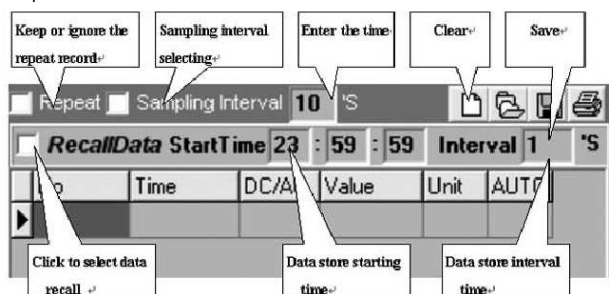 Keep or ignore the repeat record
Sampling interval selecting
Enter the time
Clear
Save
Repeat Sampling Interval 10 "S
RecallData StartTime 23 : 59 : 59 Interval 1 "S
Time DC/A Value Unit AUTO
Click to select data recall
Data store starting time
Data store interval time